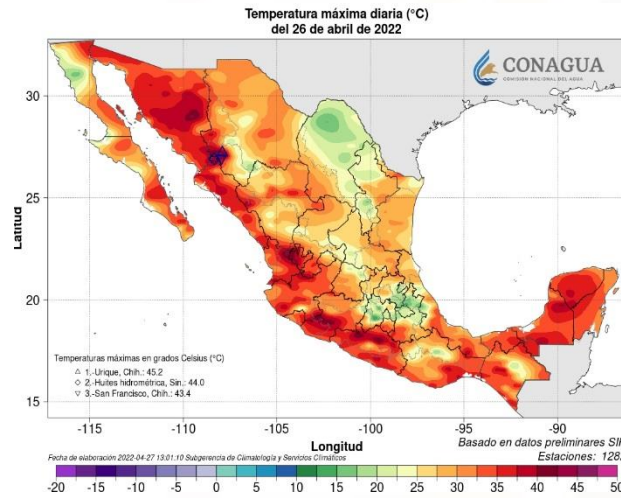 Temperatura máxima diaria (°C)
del 26 de abril de 2022
CONAGUA
COMISIÓN NACIONAL DEL AGUA
Latitud
30
25
20
15
Temperaturas máximas en grados Celsius (°C)
1.-Urique, Chih.: 45.2
2.-Huites hidrométrica, Sin.: 44.0
3.-San Francisco, Chih.: 43.4
-115 -110 -105 -100 -95 -90
Longitud
Basado en datos preliminares
Fecha de elaboración 2022-04-27 13:01:10 Subgerencia de Climatología y Servicios Climáticos
Estaciones:
-20 -15 -10 -5 0 5 10 15 20 25 30 35 40 45 50